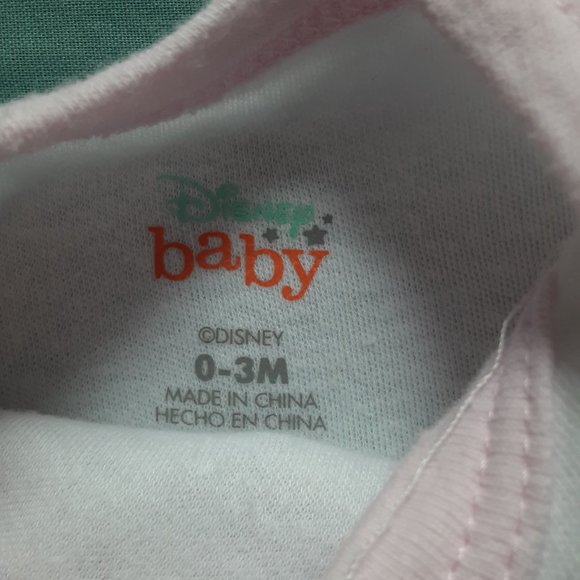 Disney
baby
©DISNEY
0-3M
MADE IN CHINA
HECHO EN CHINA